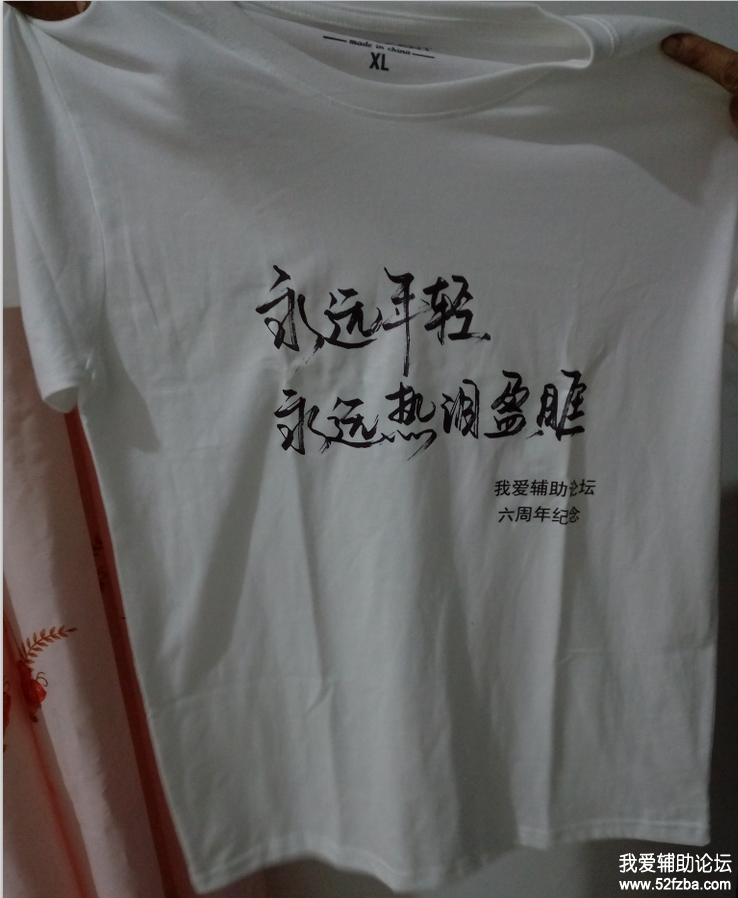 made in china
XL
永远年轻
永远热泪盈眶
我爱辅助论坛
六周年纪念
我爱辅助论坛
www.52fzba.com